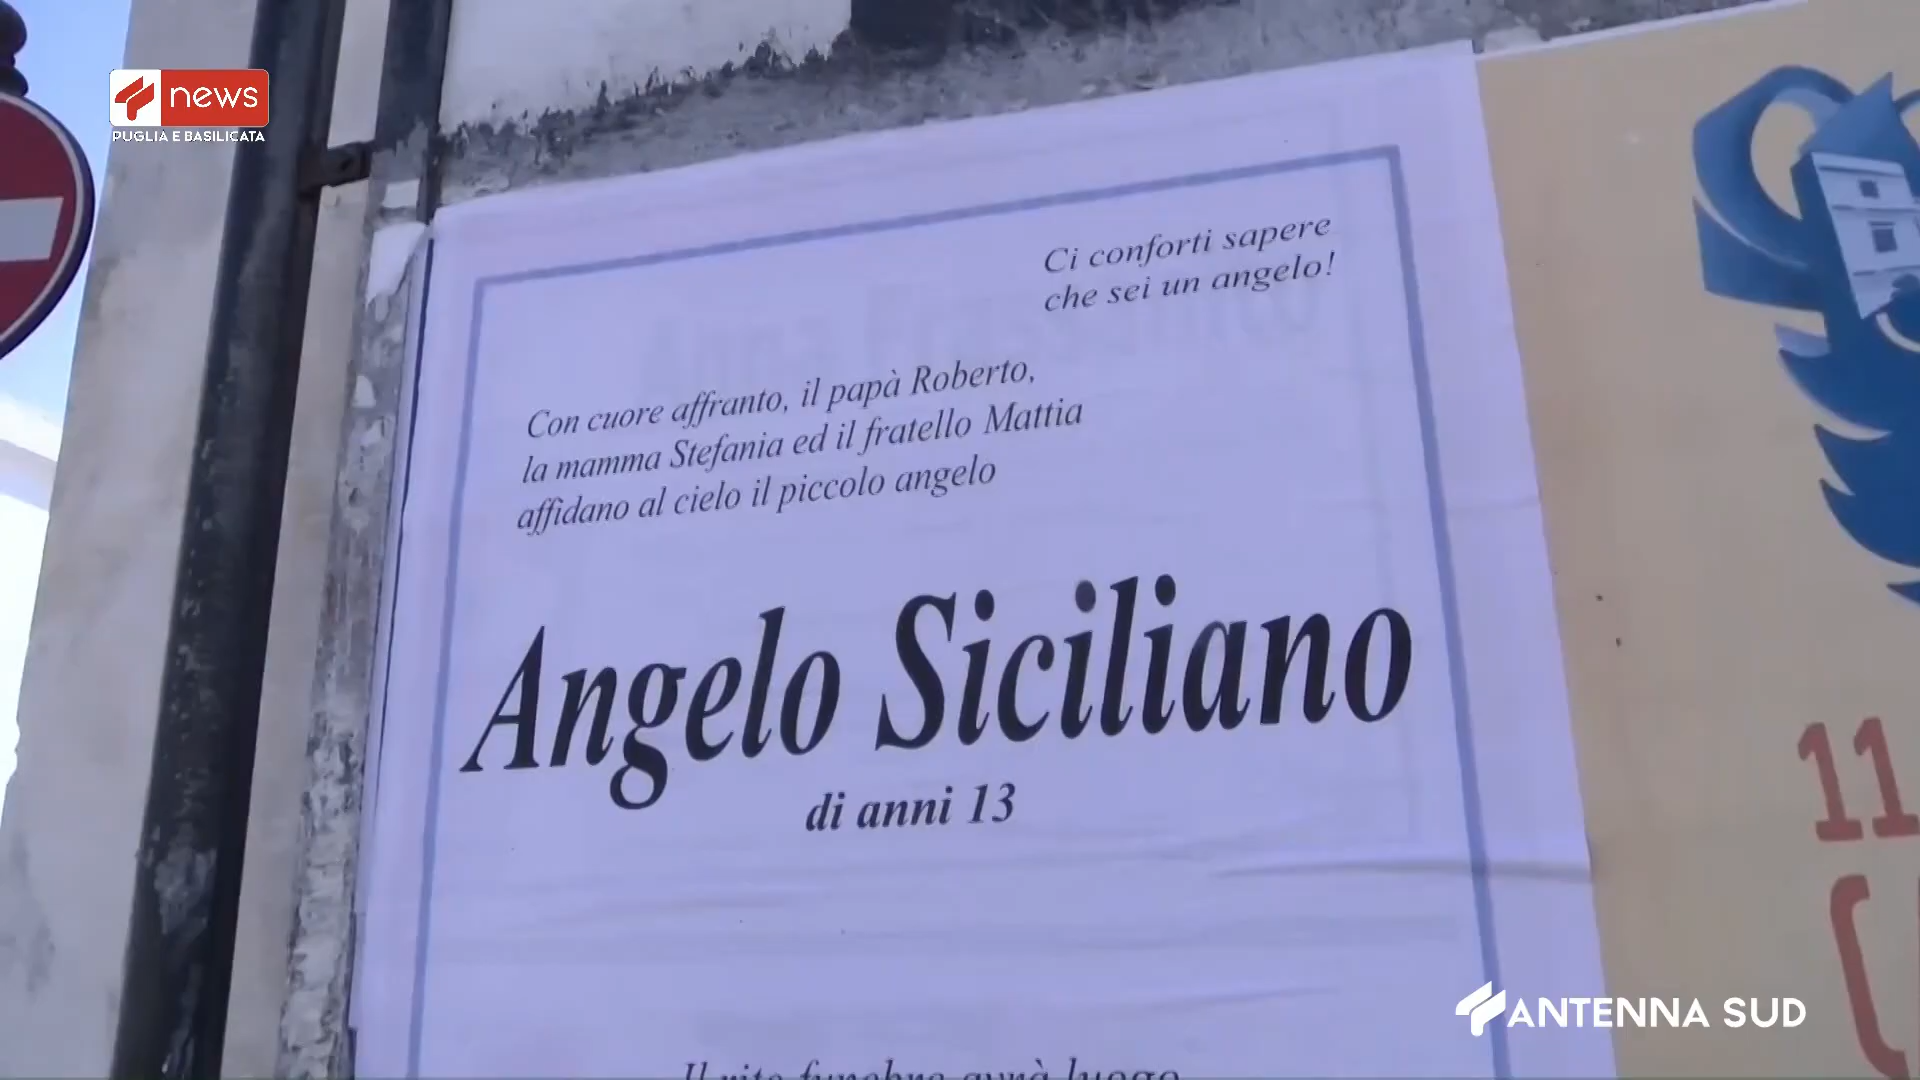 news
PUGLIA E BASILICATA
Ci conforti sapere
che sei un angelo!
Con cuore affranto, il papà Roberto,
la mamma Stefania ed il fratello Mattia
affidano al cielo il piccolo angelo
Angelo Siciliano
di anni 13
Il rito funebre avrà luogo
11
C
ANTENNA SUD